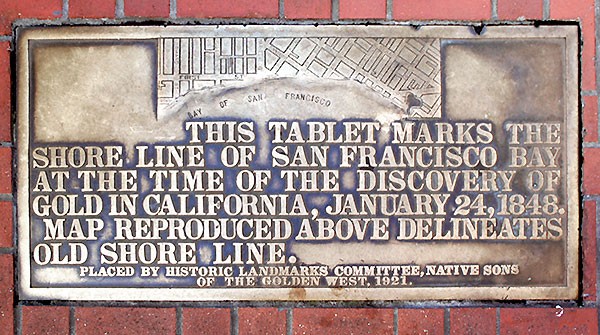 FIRST ST
BAY OF SAN FRANCISCO
THIS TABLET MARKS THE
SHORE LINE OF SAN FRANCISCO BAY
AT THE TIME OF THE DISCOVERY OF
GOLD IN CALIFORNIA, JANUARY 24, 1848.
MAP REPRODUCED ABOVE DELINEATES
OLD SHORE LINE.
PLACED BY HISTORIC LANDMARKS COMMITTEE, NATIVE SONS
OF THE GOLDEN WEST, 1921.